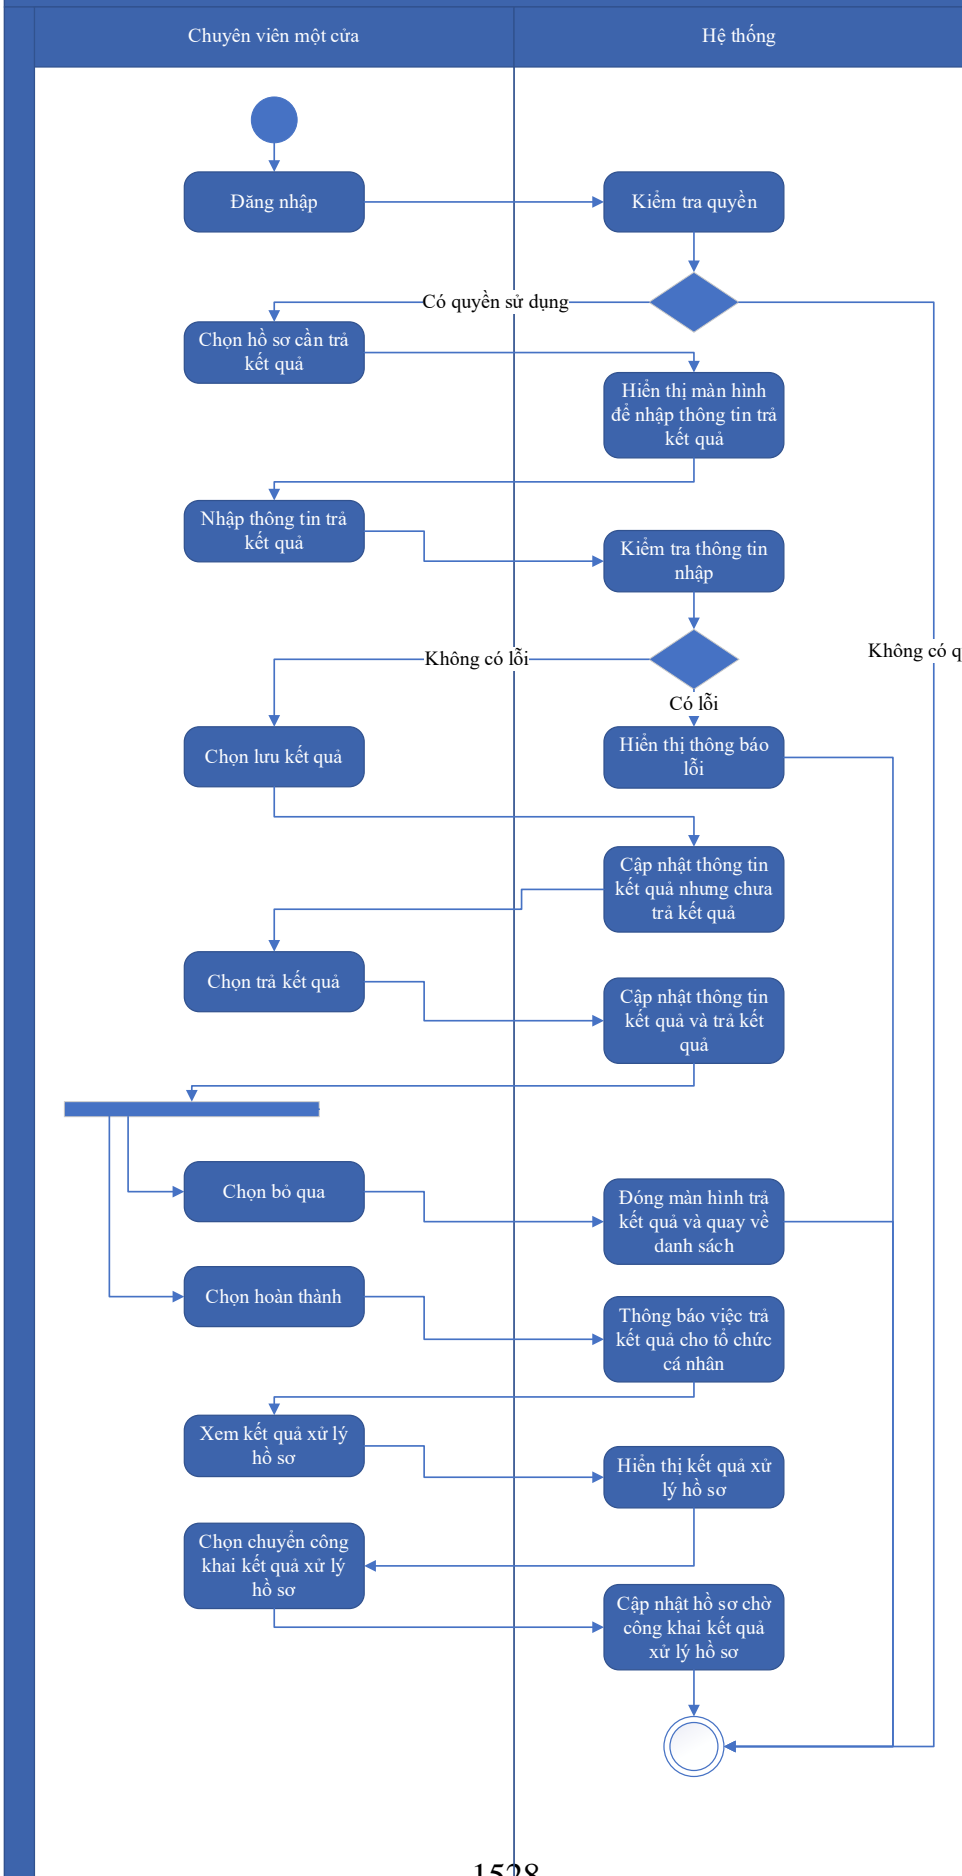 Chuyên viên một cửa
Hệ thống
Đăng nhập
Kiểm tra quyền
Có quyền sử dụng
Chọn hồ sơ cần trả
kết quả
Hiển thị màn hình
để nhập thông tin trả
kết quả
Nhập thông tin trả
kết quả
Kiểm tra thông tin
nhập
Không có q
Không có lỗi
Có lỗi
Chọn lưu kết quả
Hiển thị thông báo
lỗi
Cập nhật thông tin
kết quả nhưng chưa
trả kết quả
Chọn trả kết quả
Cập nhật thông tin
kết quả và trả kết
quả
Chọn bỏ qua
Đóng màn hình trả
kết quả và quay về
danh sách
Chọn hoàn thành
Thông báo việc trả
kết quả cho tổ chức
cá nhân
Xem kết quả xử lý
hồ sơ
Hiển thị kết quả xử
lý hồ sơ
Chọn chuyển công
khai kết quả xử lý
hồ sơ
Cập nhật hồ sơ chờ
công khai kết quả
xử lý hồ sơ
1528